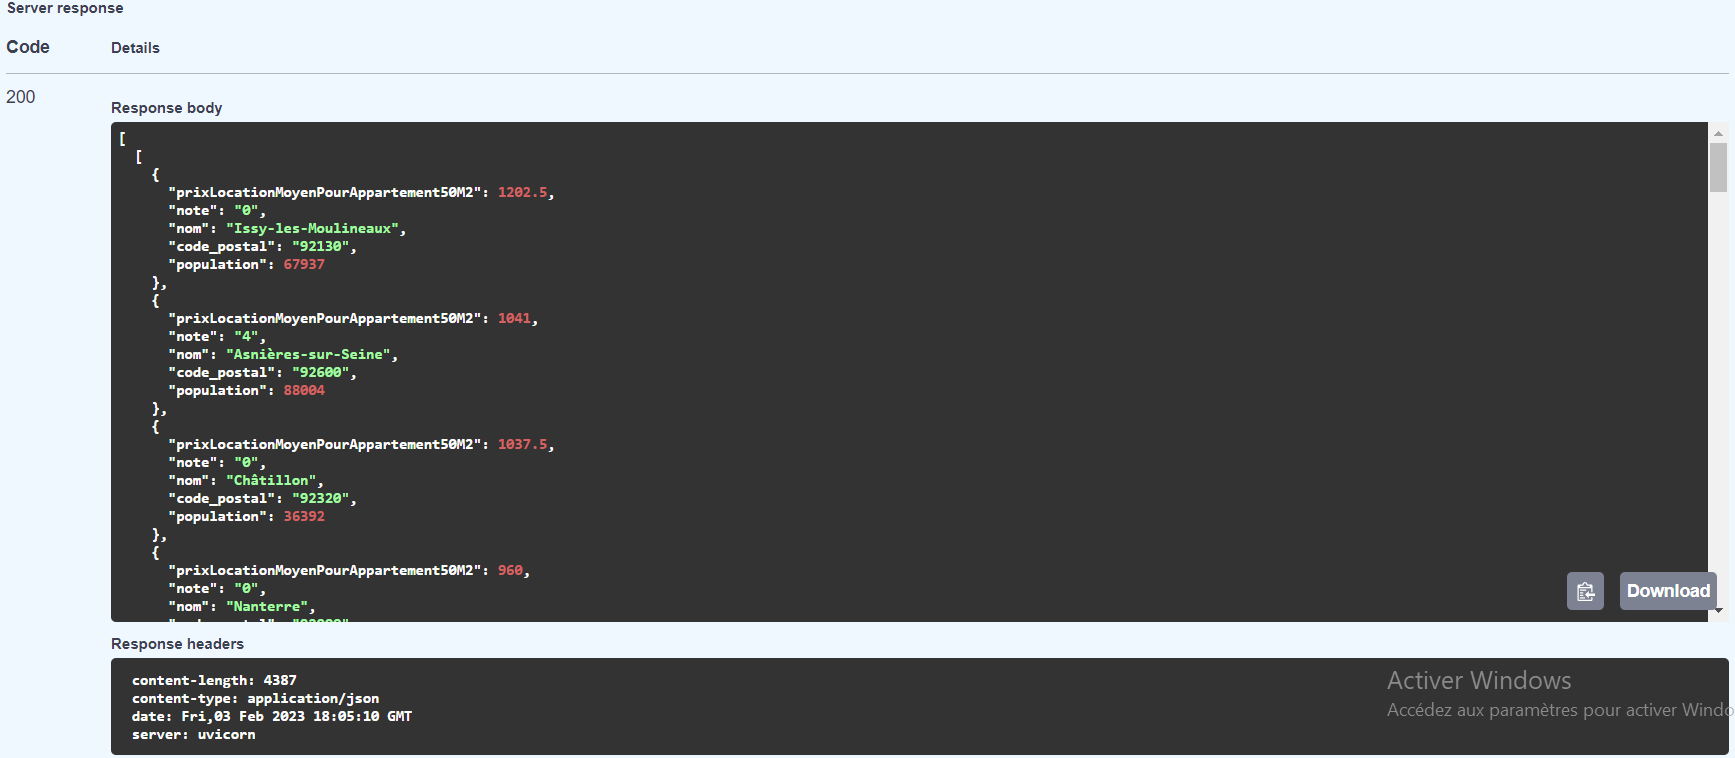 Server response
Code Details
200
Response body
[
[
{
"prixLocationMoyenPourAppartement50M2": 1202.5,
"note": "0",
"nom": "Issy-les-Moulineaux",
"code_postal": "92130",
"population": 67937
},
{
"prixLocationMoyenPourAppartement50M2": 1041,
"note": "4",
"nom": "Asnières-sur-Seine",
"code_postal": "92600",
"population": 88004
},
{
"prixLocationMoyenPourAppartement50M2": 1037.5,
"note": "0",
"nom": "Châtillon",
"code_postal": "92320",
"population": 36392
},
{
"prixLocationMoyenPourAppartement50M2": 960,
"note": "0",
"nom": "Nanterre",
Download
Response headers
content-length: 4387
content-type: application/json
date: Fri,03 Feb 2023 18:05:10 GMT
server: uvicorn
Activer Windows
Accédez aux paramètres pour activer Windo